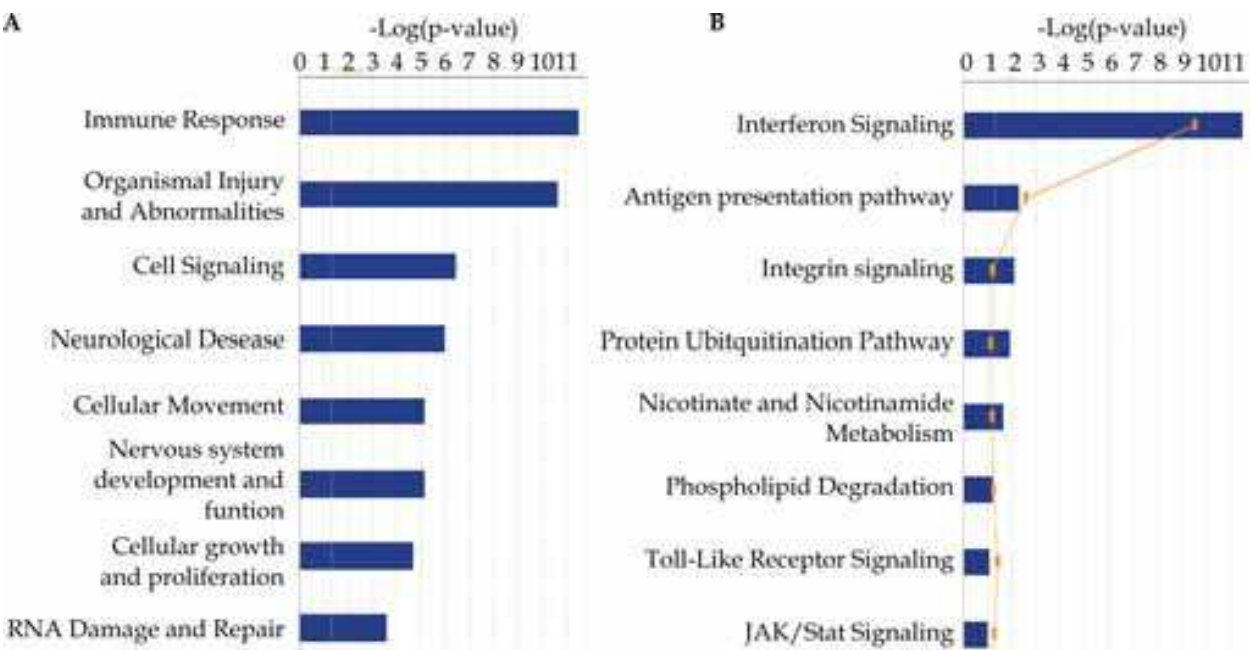 A
-Log(p-value)
0 1 2 3 4 5 6 7 8 9 1011
Immune Response
Organismal Injury
and Abnormalities
Cell Signaling
Neurological Desease
Cellular Movement
Nervous system
development and
funtion
Cellular growth
and proliferation
RNA Damage and Repair
B
-Log(p-value)
0 1 2 3 4 5 6 7 8 9 1011
Interferon Signaling
Antigen presentation pathway
Integrin signaling
Protein Ubitquitination Pathway
Nicotinate and Nicotinamide
Metabolism
Phospholipid Degradation
Toll-Like Receptor Signaling
JAK/Stat Signaling